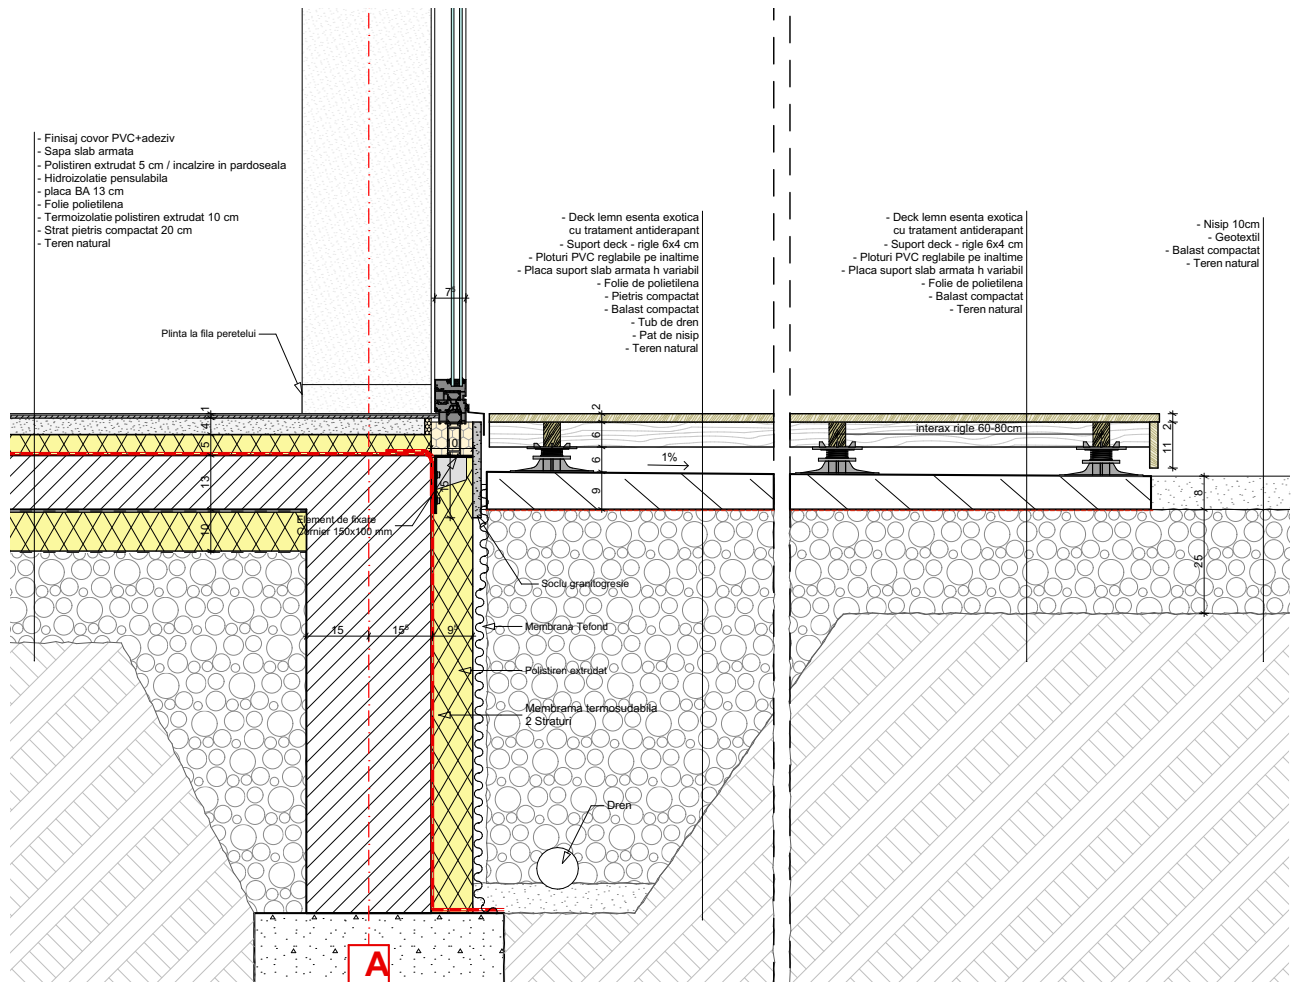 - Finisaj covor PVC+adeziv
- Sapa slab armata
- Polistiren extrudat 5 cm / incalzire in pardoseala
- Hidroizolatie pensulabila
- placa BA 13 cm
- Folie polietilena
- Termoizolatie polistiren extrudat 10 cm
- Strat pietris compactat 20 cm
- Teren natural
- Deck lemn esenta exotica
cu tratament antiderapant
- Suport deck - rigle 6x4 cm
- Ploturi PVC reglabile pe inaltime
- Placa suport slab armata h variabil
- Folie de polietilena
- Pietris compactat
- Balast compactat
- Tub de dren
- Pat de nisip
- Teren natural
- Deck lemn esenta exotica
cu tratament antiderapant
- Suport deck - rigle 6x4 cm
- Ploturi PVC reglabile pe inaltime
- Placa suport slab armata h variabil
- Folie de polietilena
- Balast compactat
- Teren natural
- Nisip 10cm
- Geotextil
- Balast compactat
- Teren natural
7⁵
Plinta la fila peretelui
1
4
5
13
10
10
15
2
6
6
9
1%
interax rigle 60-80cm
2
11
8
25
Element de fixare
Cornier 150x100 mm
Soclu granitogresie
15
15⁵
9⁵
Membrana Tefond
Polistiren extrudat
Membrama termosudabila
2 Straturi
Dren
A